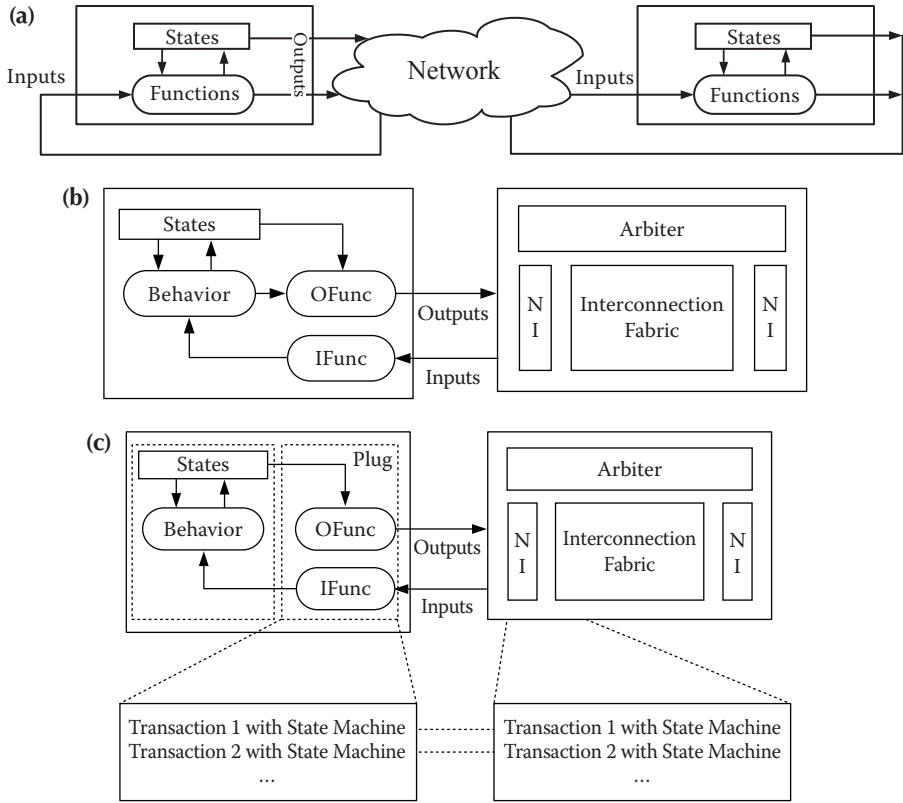 (a)
States
Outputs
Inputs
Functions
Network
Inputs
States
Functions
(b)
States
Behavior
OFunc
IFunc
Outputs
Inputs
Arbiter
N
I
Interconnection
Fabric
N
I
(c)
States
Plug
Behavior
OFunc
IFunc
Outputs
Inputs
Arbiter
N
I
Interconnection
Fabric
N
I
Transaction 1 with State Machine
Transaction 2 with State Machine
...
Transaction 1 with State Machine
Transaction 2 with State Machine
...